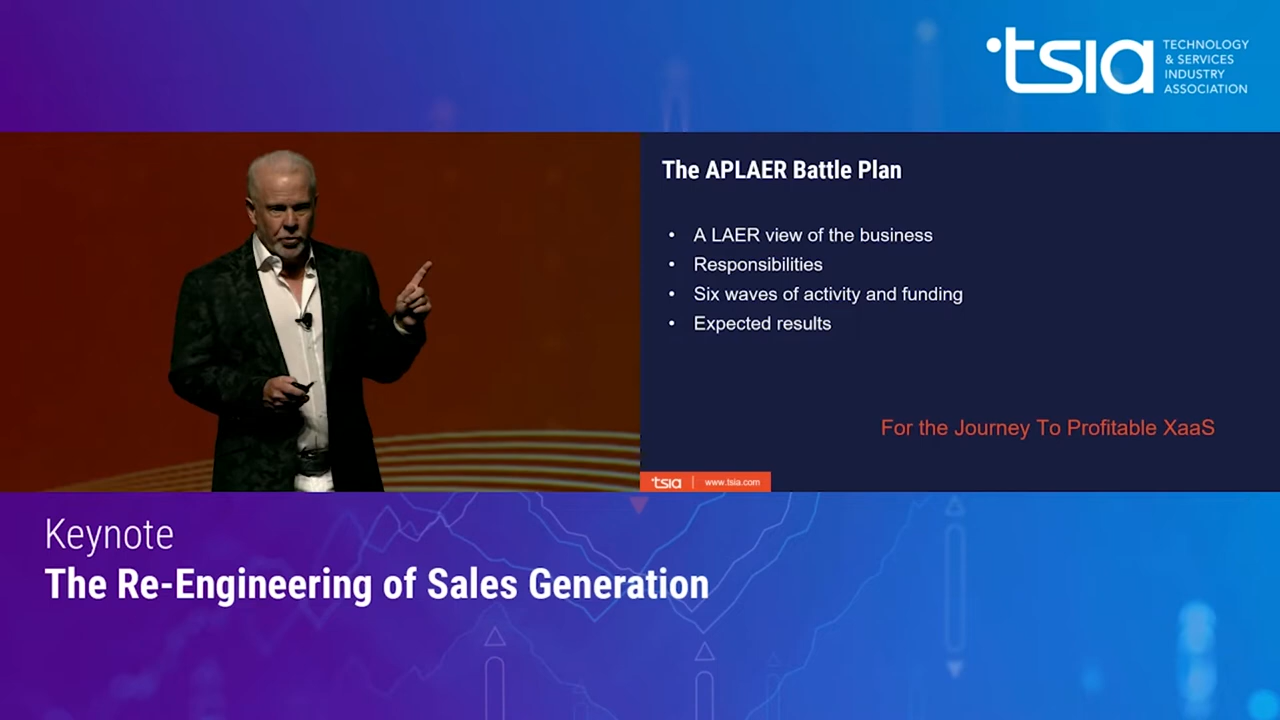 tsia TECHNOLOGY
& SERVICES
INDUSTRY
ASSOCIATION
The APLAER Battle Plan
• A LAER view of the business
• Responsibilities
• Six waves of activity and funding
• Expected results
For the Journey To Profitable XaaS
tsia | www.tsia.com
Keynote
The Re-Engineering of Sales Generation